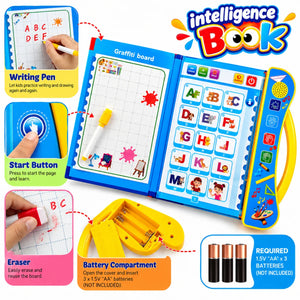 intelligence
BOOK
A B C
D E F
Writing Pen
Let kids practice writing and drawing
again and again.
Graffiti board
Start Button
Press to start the page
and learn.
Eraser
Easily erase and
reuse the board.
Battery Compartment
Open the cover and insert
3 x 1.5V "AA" batteries
(NOT INCLUDED)
REQUIRED
1.5V "AA" x 3
BATTERIES
(NOT INCLUDED)